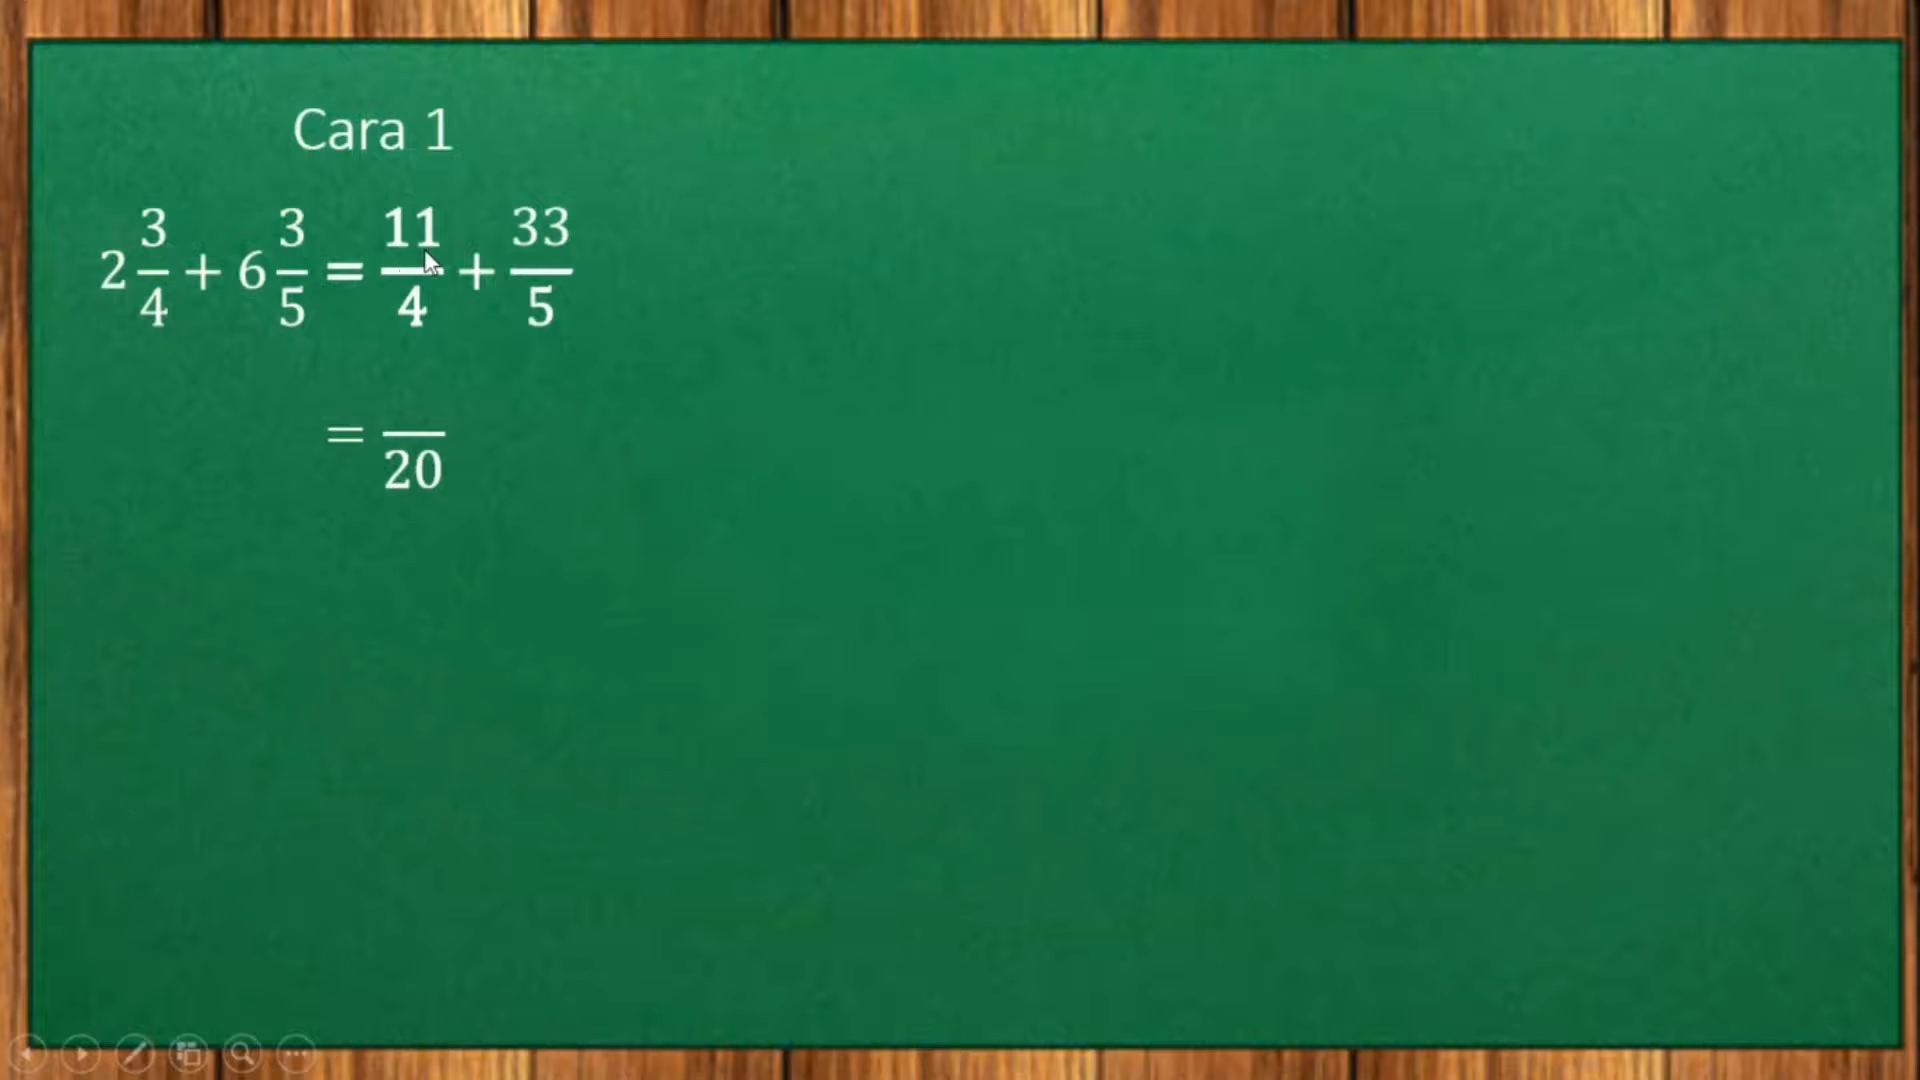 Cara 1
2 3/4 + 6 3/5 = 11/4 + 33/5
= /20